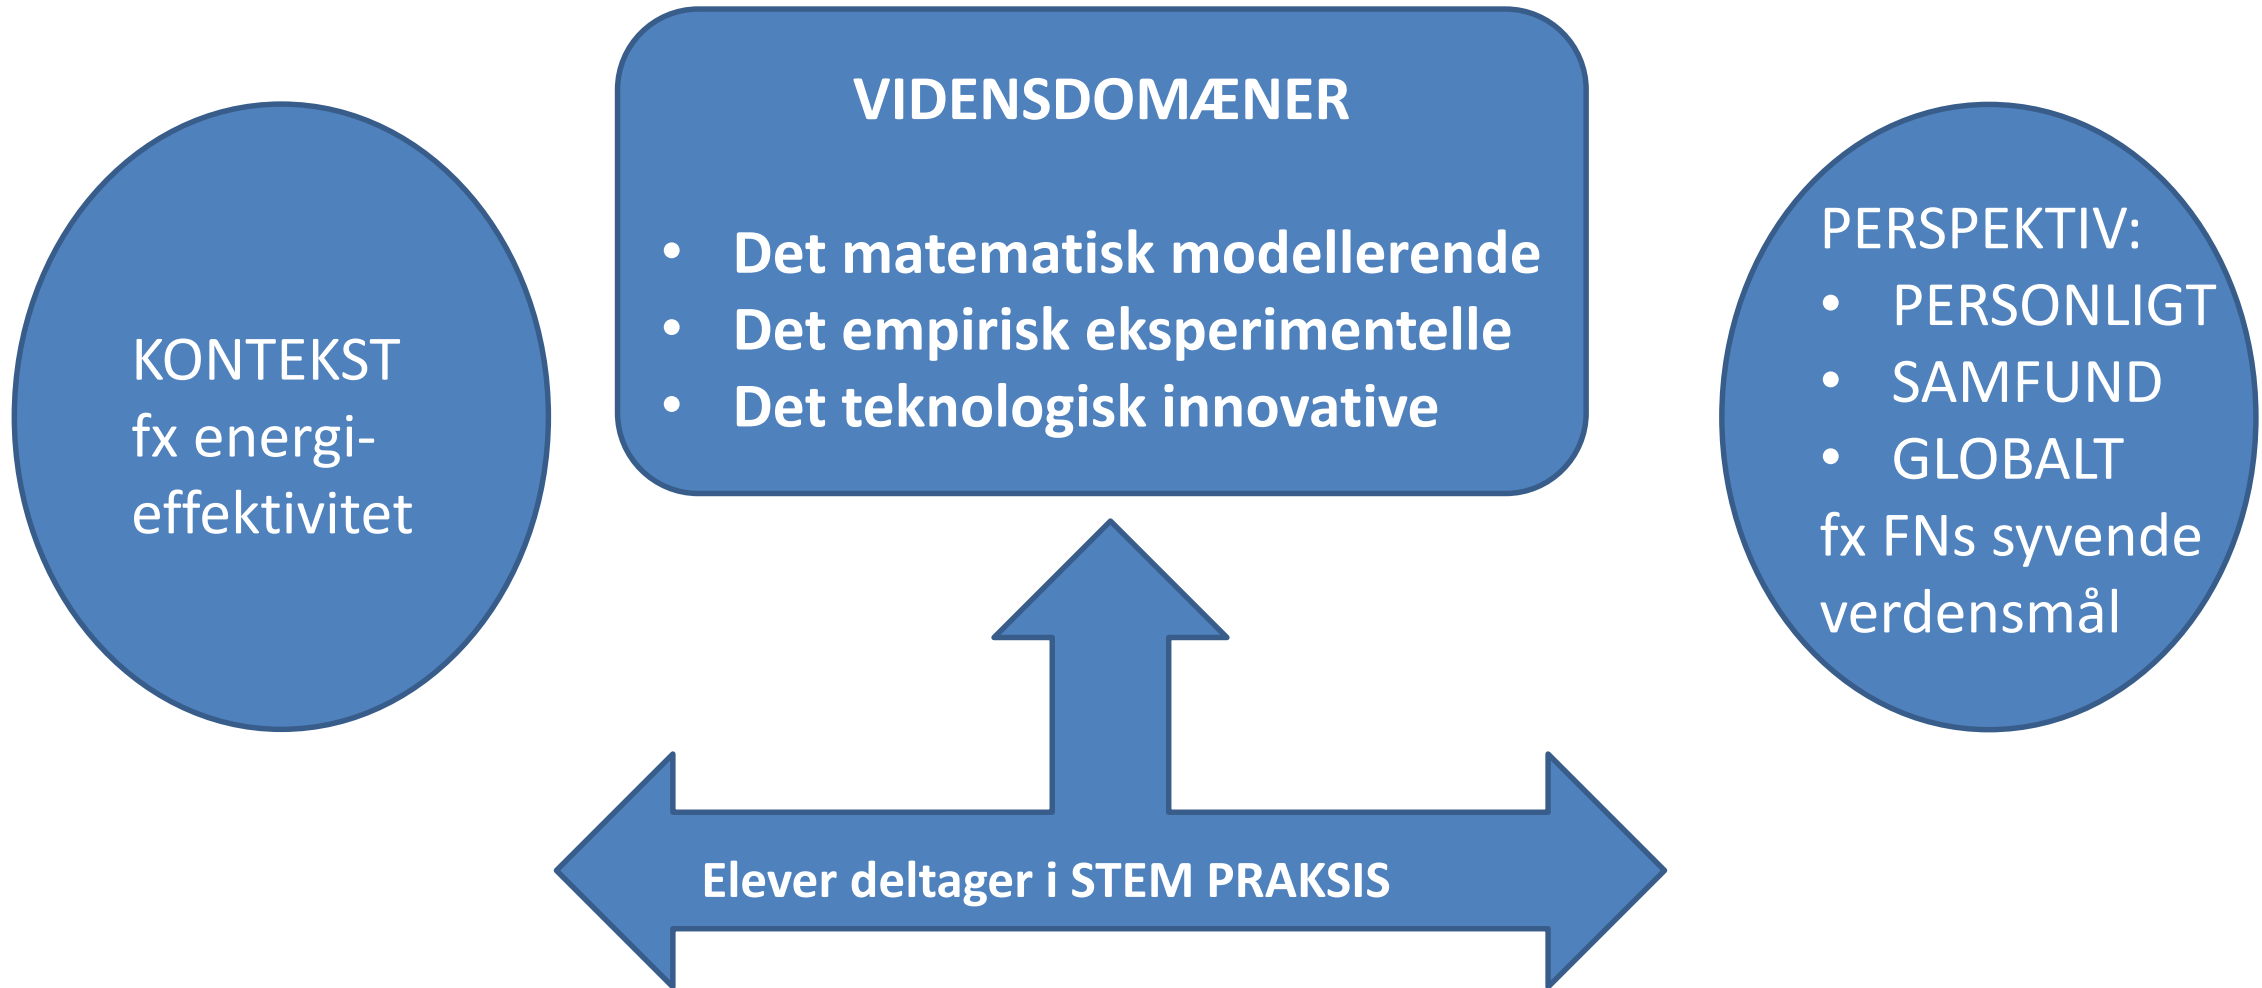 KONTEKST
fx energi-
effektivitet
VIDENSDOMÆNER
• Det matematisk modellerende
• Det empirisk eksperimentelle
• Det teknologisk innovative
PERSPEKTIV:
• PERSONLIGT
• SAMFUND
• GLOBALT
fx FNs syvende
verdensmål
Elever deltager i STEM PRAKSIS